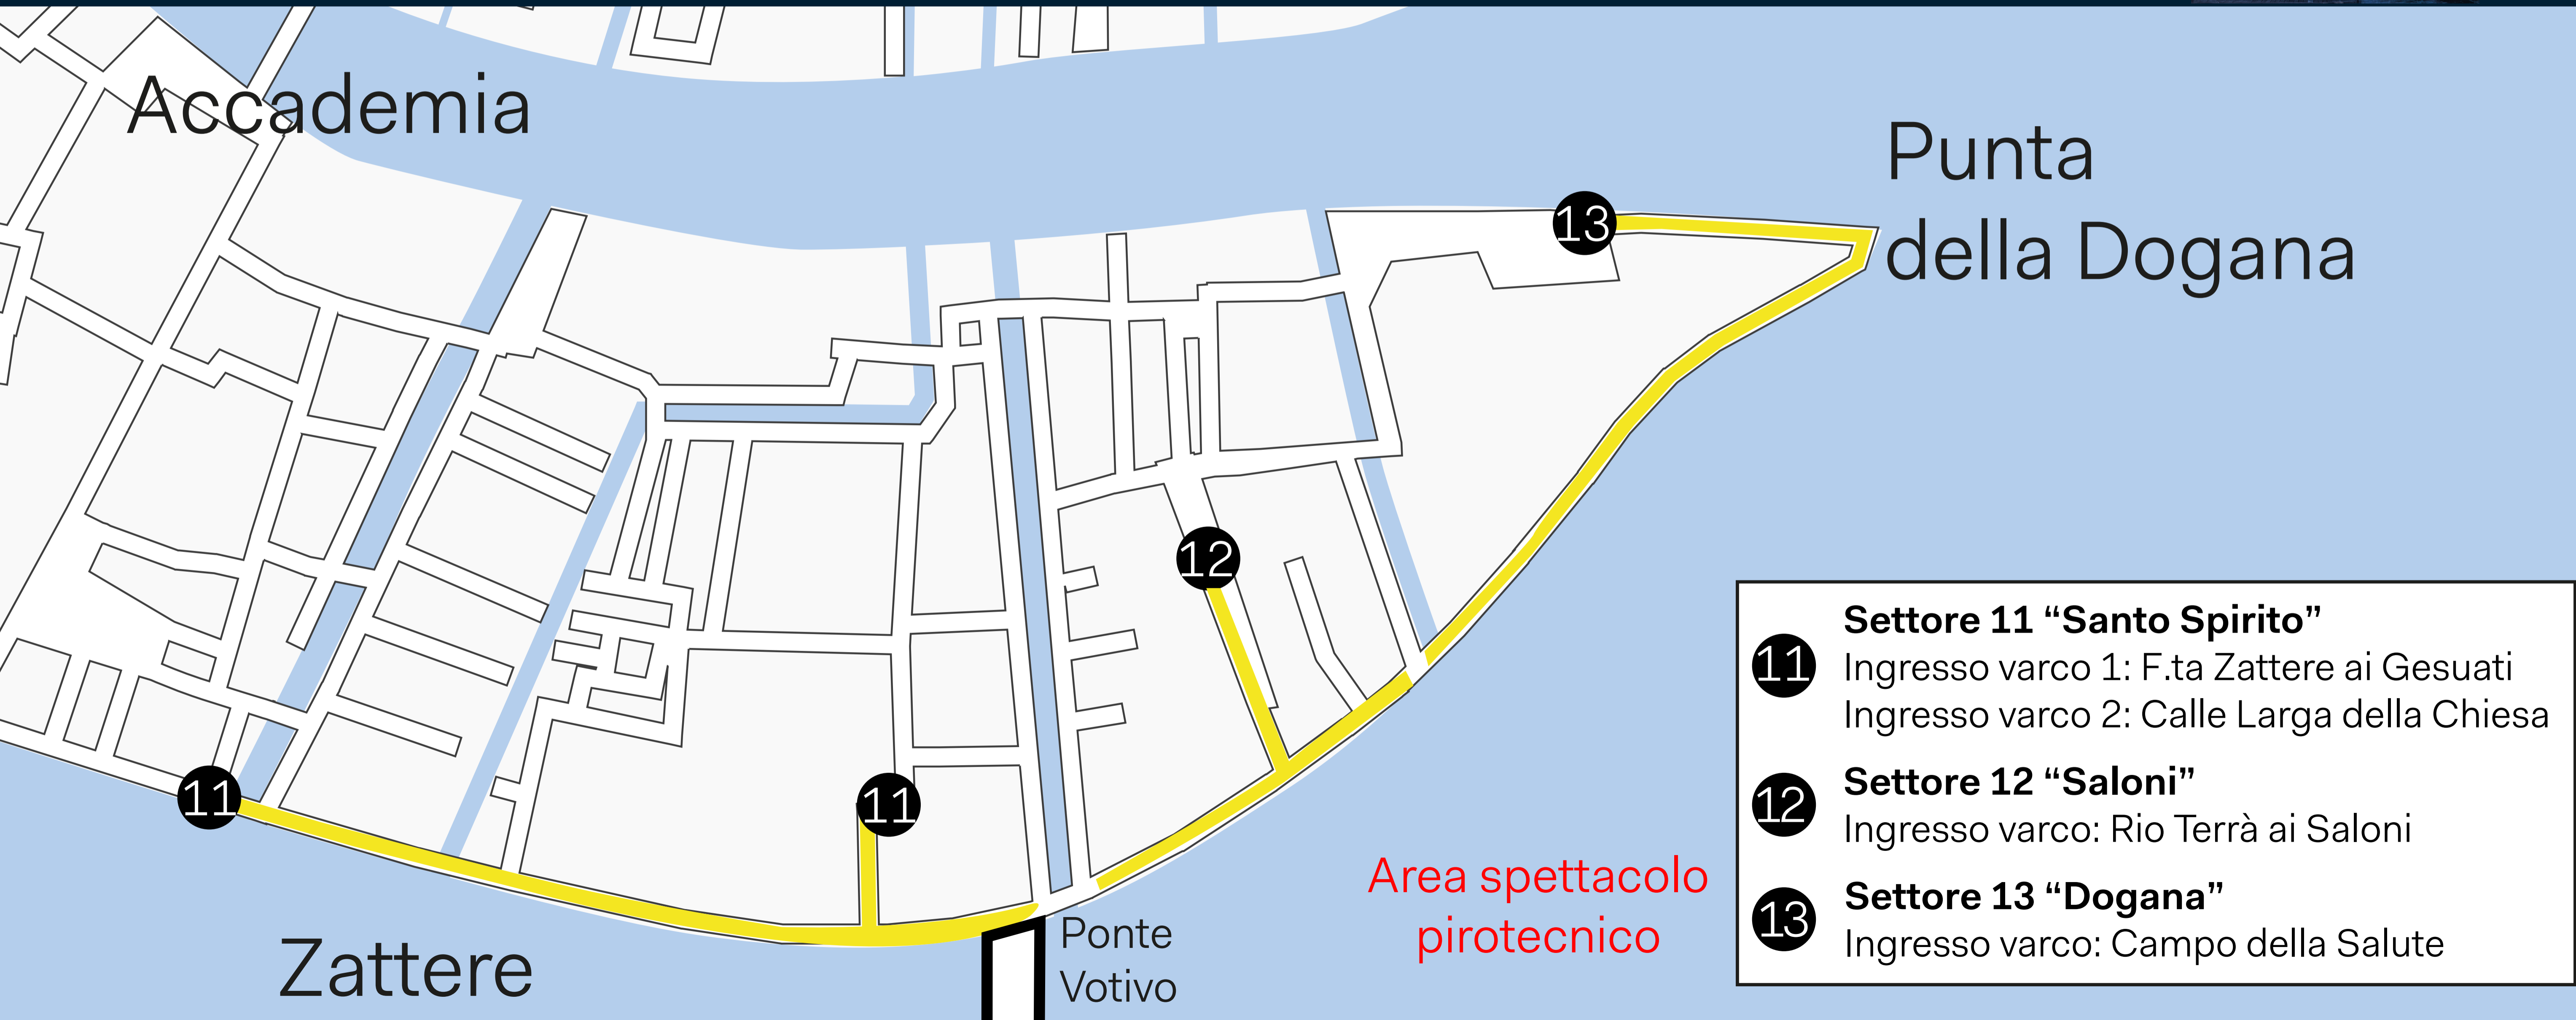 Accademia
Punta
della Dogana
13
12
11
11
Zattere
Ponte
Votivo
Area spettacolo
pirotecnico
11
Settore 11 “Santo Spirito”
Ingresso varco 1: F.ta Zattere ai Gesuati
Ingresso varco 2: Calle Larga della Chiesa
12
Settore 12 “Saloni”
Ingresso varco: Rio Terrà ai Saloni
13
Settore 13 “Dogana”
Ingresso varco: Campo della Salute